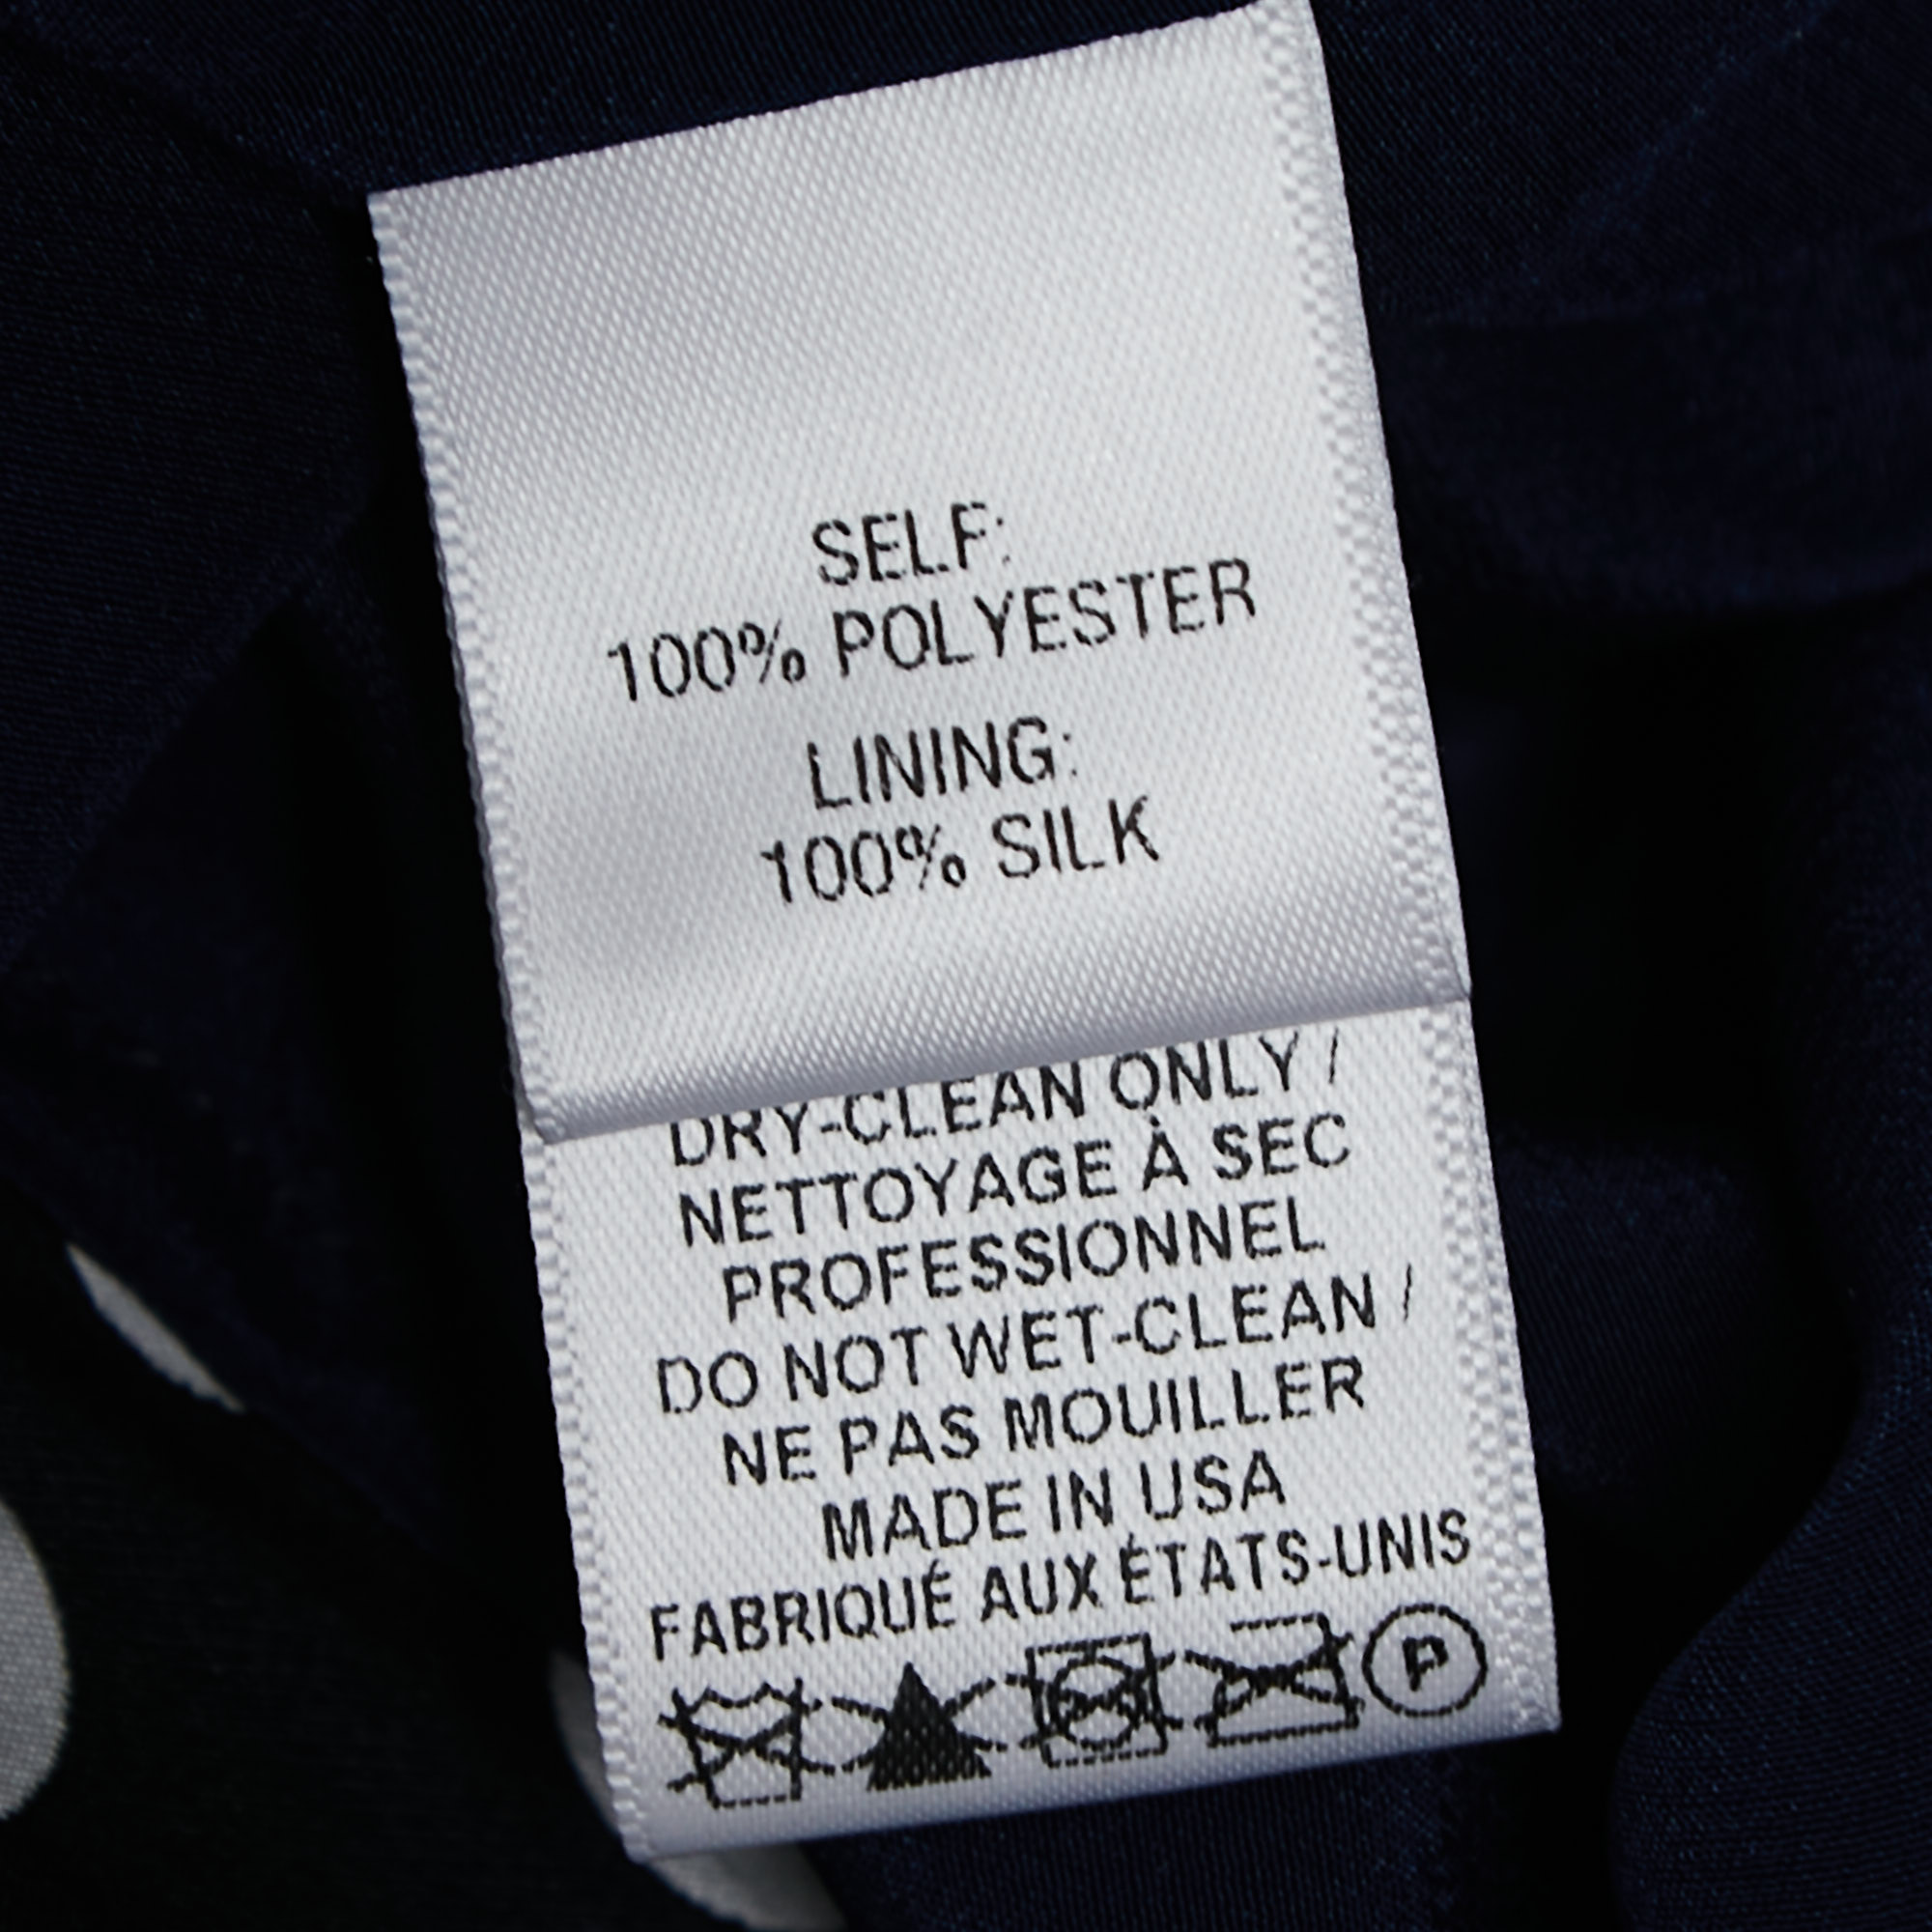 SELF:
100% POLYESTER
LINING:
100% SILK
DRY-CLEAN ONLY /
NETTOYAGE À SEC
PROFESSIONNEL
DO NOT WET-CLEAN /
NE PAS MOUILLER
MADE IN USA
FABRIQUÉ AUX ÉTATS-UNIS
P